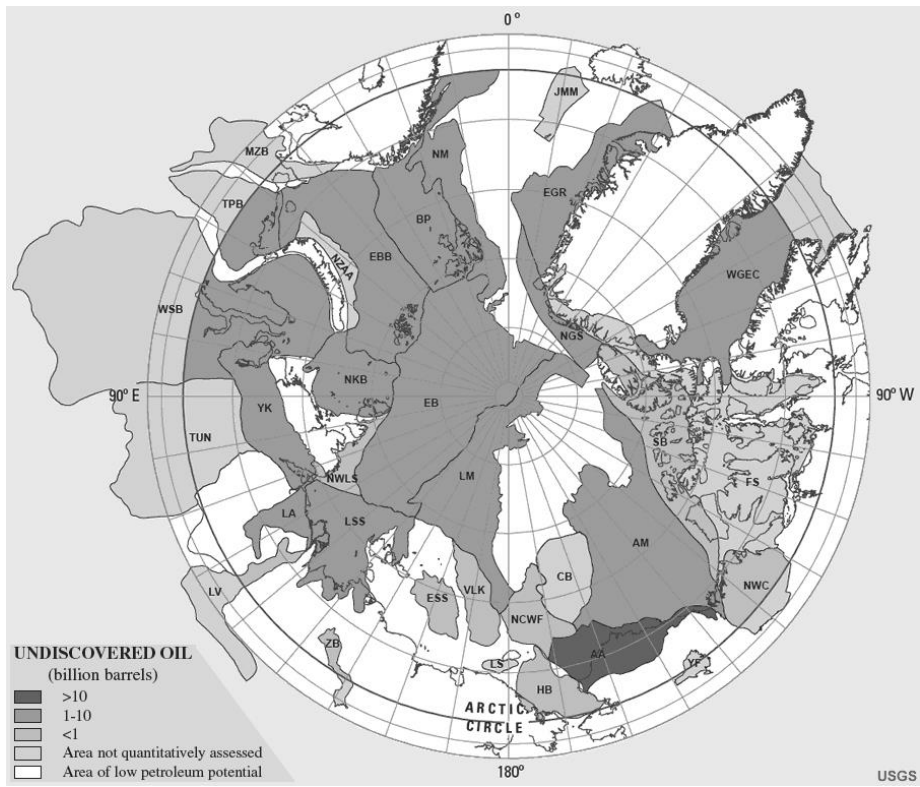 0°
JMM
MZB
NM
TPB
EGR
BP
EBB
NZAA
WGEC
WSB
NGS
NKB
90° E
90° W
YK
EB
TUN
SB
LM
NWLS
FS
LA
LSS
AM
CB
NWC
LV
ESS
VLK
NCWF
ZB
AA
LS
YF
HB
UNDISCOVERED OIL
(billion barrels)
>10
1-10
<1
Area not quantitatively assessed
Area of low petroleum potential
ARCTIC
CIRCLE
180°
USGS